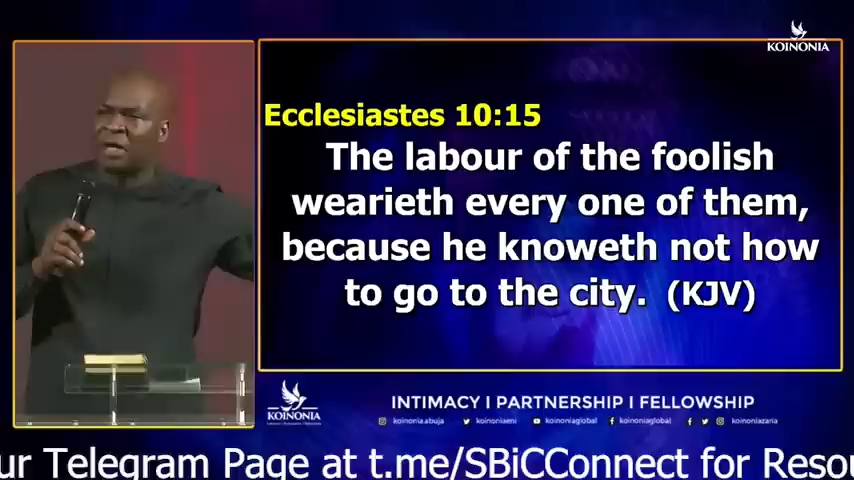 KOINONIA
Ecclesiastes 10:15
The labour of the foolish
wearieth every one of them,
because he knoweth not how
to go to the city. (KJV)
KOINONIA
INTIMACY I PARTNERSHIP I FELLOWSHIP
koinonia.abuja koinoniaeni koinoniaglobal koinoniaglobal koinoniazaria
ur Telegram Page at t.me/SBiCConnect for Resou